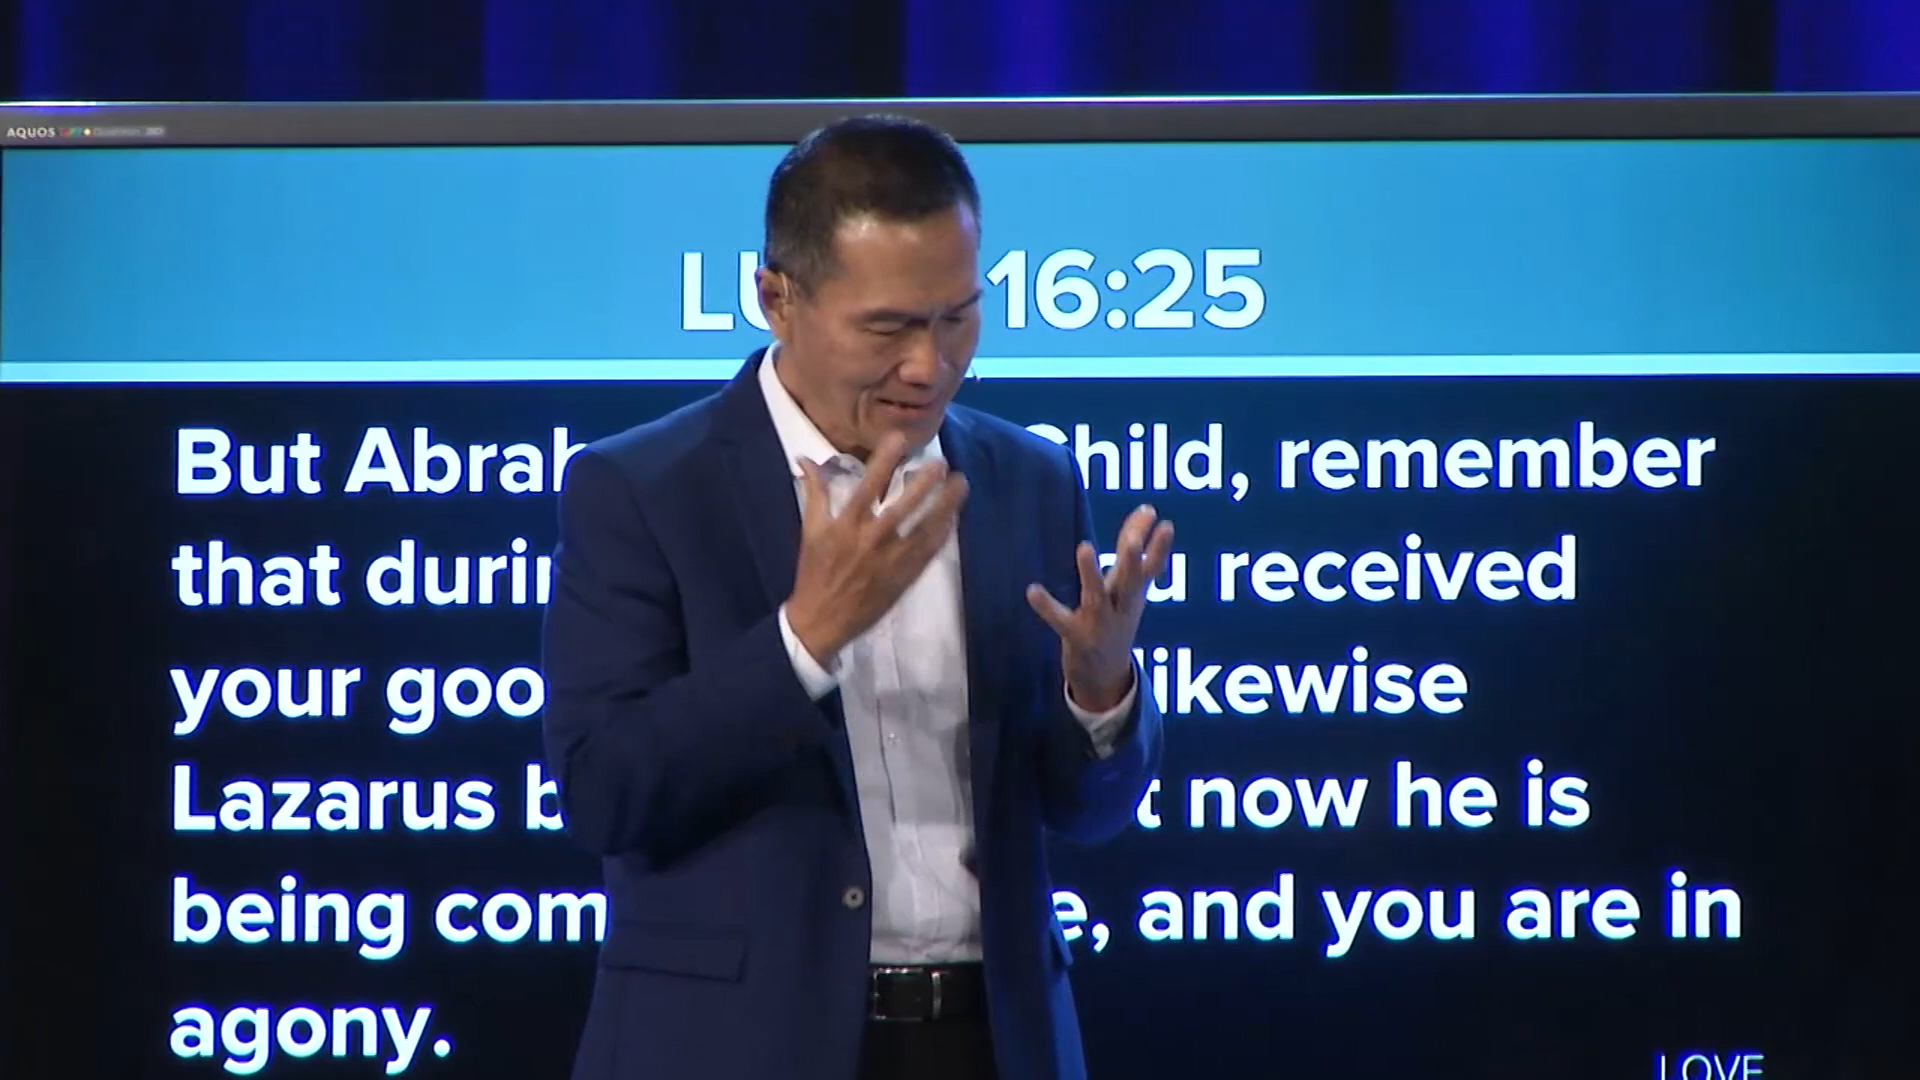 AQUOS
LU 16:25
But Abrah Child, remember
that durin you received
your goo likewise
Lazarus b now he is
being com e, and you are in
agony.
LOVE